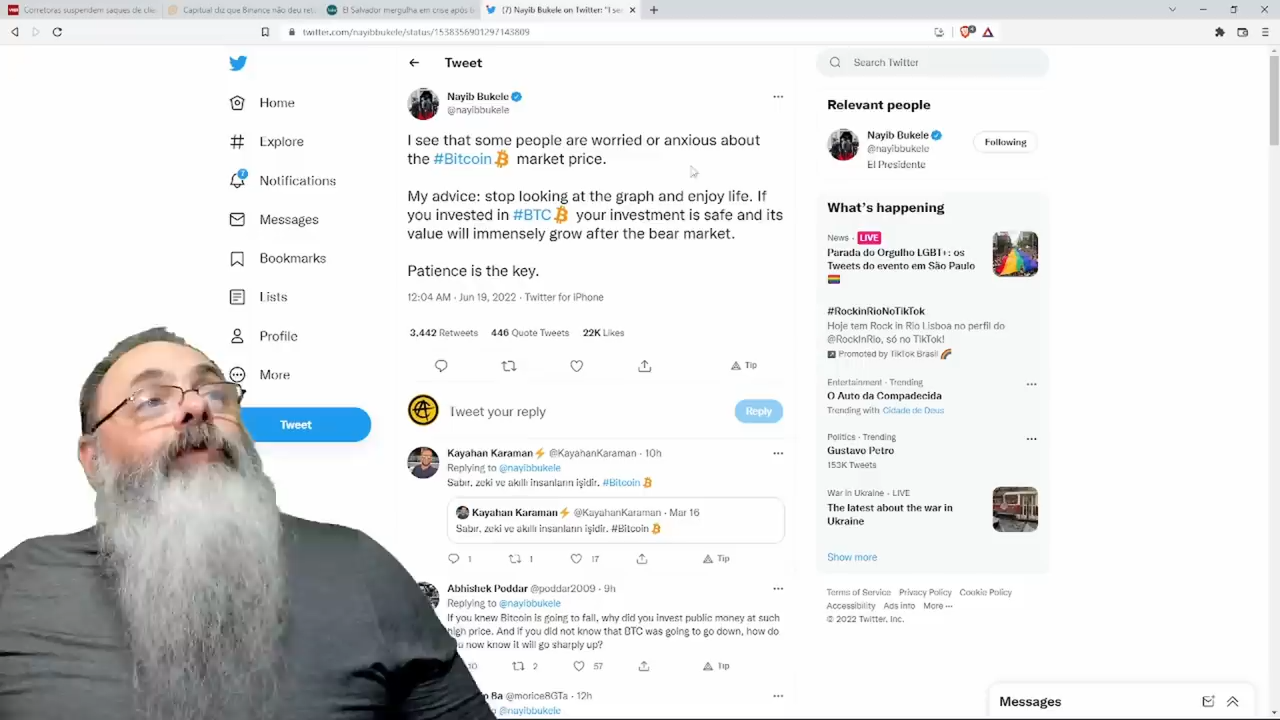 Corretoras suspendem saques de clie
Capitual diz que Binance não deu ret
El Salvador mergulha em crise após b
(7) Nayib Bukele on Twitter: "I se
twitter.com/nayibbukele/status/1538356901297143809
Home
Explore
7
Notifications
Messages
Bookmarks
Lists
Profile
More
Tweet
Tweet
Nayib Bukele
@nayibbukele
I see that some people are worried or anxious about
the #Bitcoin market price.
My advice: stop looking at the graph and enjoy life. If
you invested in #BTC your investment is safe and its
value will immensely grow after the bear market.
Patience is the key.
12:04 AM · Jun 19, 2022 · Twitter for iPhone
3,442 Retweets 446 Quote Tweets 22K Likes
Tip
Tweet your reply
Reply
Kayahan Karaman⚡ @KayahanKaraman · 10h
Replying to @nayibbukele
Sabır, zeki ve akıllı insanların işidir. #Bitcoin
Kayahan Karaman⚡ @KayahanKaraman · Mar 16
Sabır, zeki ve akıllı insanların işidir. #Bitcoin
1 1 17 Tip
Abhishek Poddar @poddar2009 · 9h
Replying to @nayibbukele
If you knew Bitcoin is going to fall, why did you invest public money at such
high price. And if you did not know that BTC was going to go down, how do
you now know it will go sharply up?
10 2 57 Tip
@morice8GTa · 12h
@nayibbukele
Search Twitter
Relevant people
Nayib Bukele
@nayibbukele
Following
El Presidente
What's happening
News · LIVE
Parada do Orgulho LGBT+: os
Tweets do evento em São Paulo
#RockinRioNoTikTok
Hoje tem Rock in Rio Lisboa no perfil do
@RockInRio, só no TikTok!
Promoted by TikTok Brasil
Entertainment · Trending
O Auto da Compadecida
Trending with Cidade de Deus
Politics · Trending
Gustavo Petro
153K Tweets
War in Ukraine · LIVE
The latest about the war in
Ukraine
Show more
Terms of Service Privacy Policy Cookie Policy
Accessibility Ads info More ···
© 2022 Twitter, Inc.
Messages